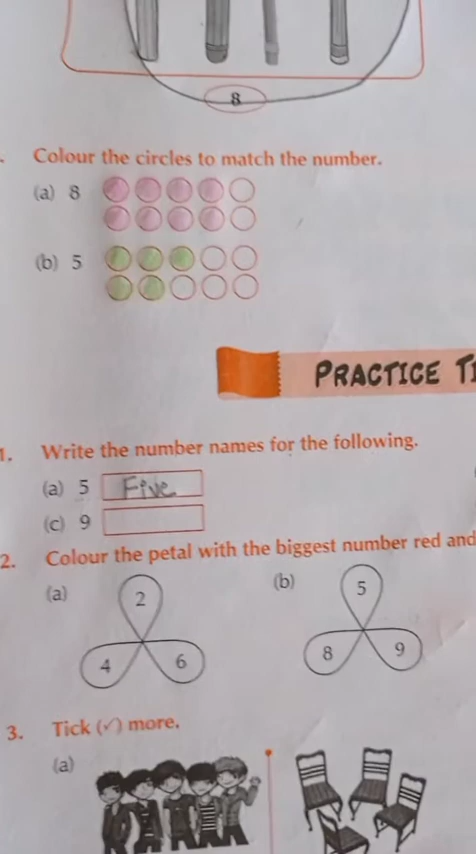 8
Colour the circles to match the number.
(a) 8
(b) 5
PRACTICE
1. Write the number names for the following.
(a) 5 Five
(c) 9
2. Colour the petal with the biggest number red and
(a) 2 4 6
(b) 5 8 9
3. Tick (✓) more.
(a)